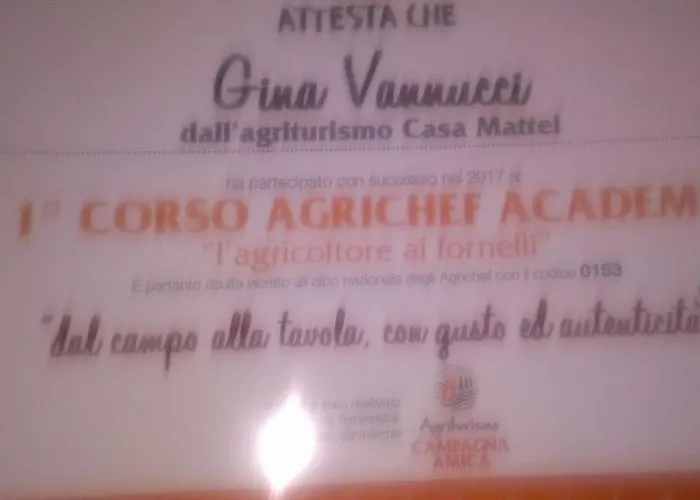 ATTESTA CHE
Gina Vannucci
dall'agriturismo Casa Mattei
ha partecipato con successo nel 2017 al
1° CORSO AGRICHEF ACADEM
"l'agricoltore ai fornelli"
E pertanto risulta iscritto all'albo nazionale degli Agrichef con il codice 0153
"dal campo alla tavola, con gusto ed autenticità"
Agriturismo
CAMPAGNA
AMICA